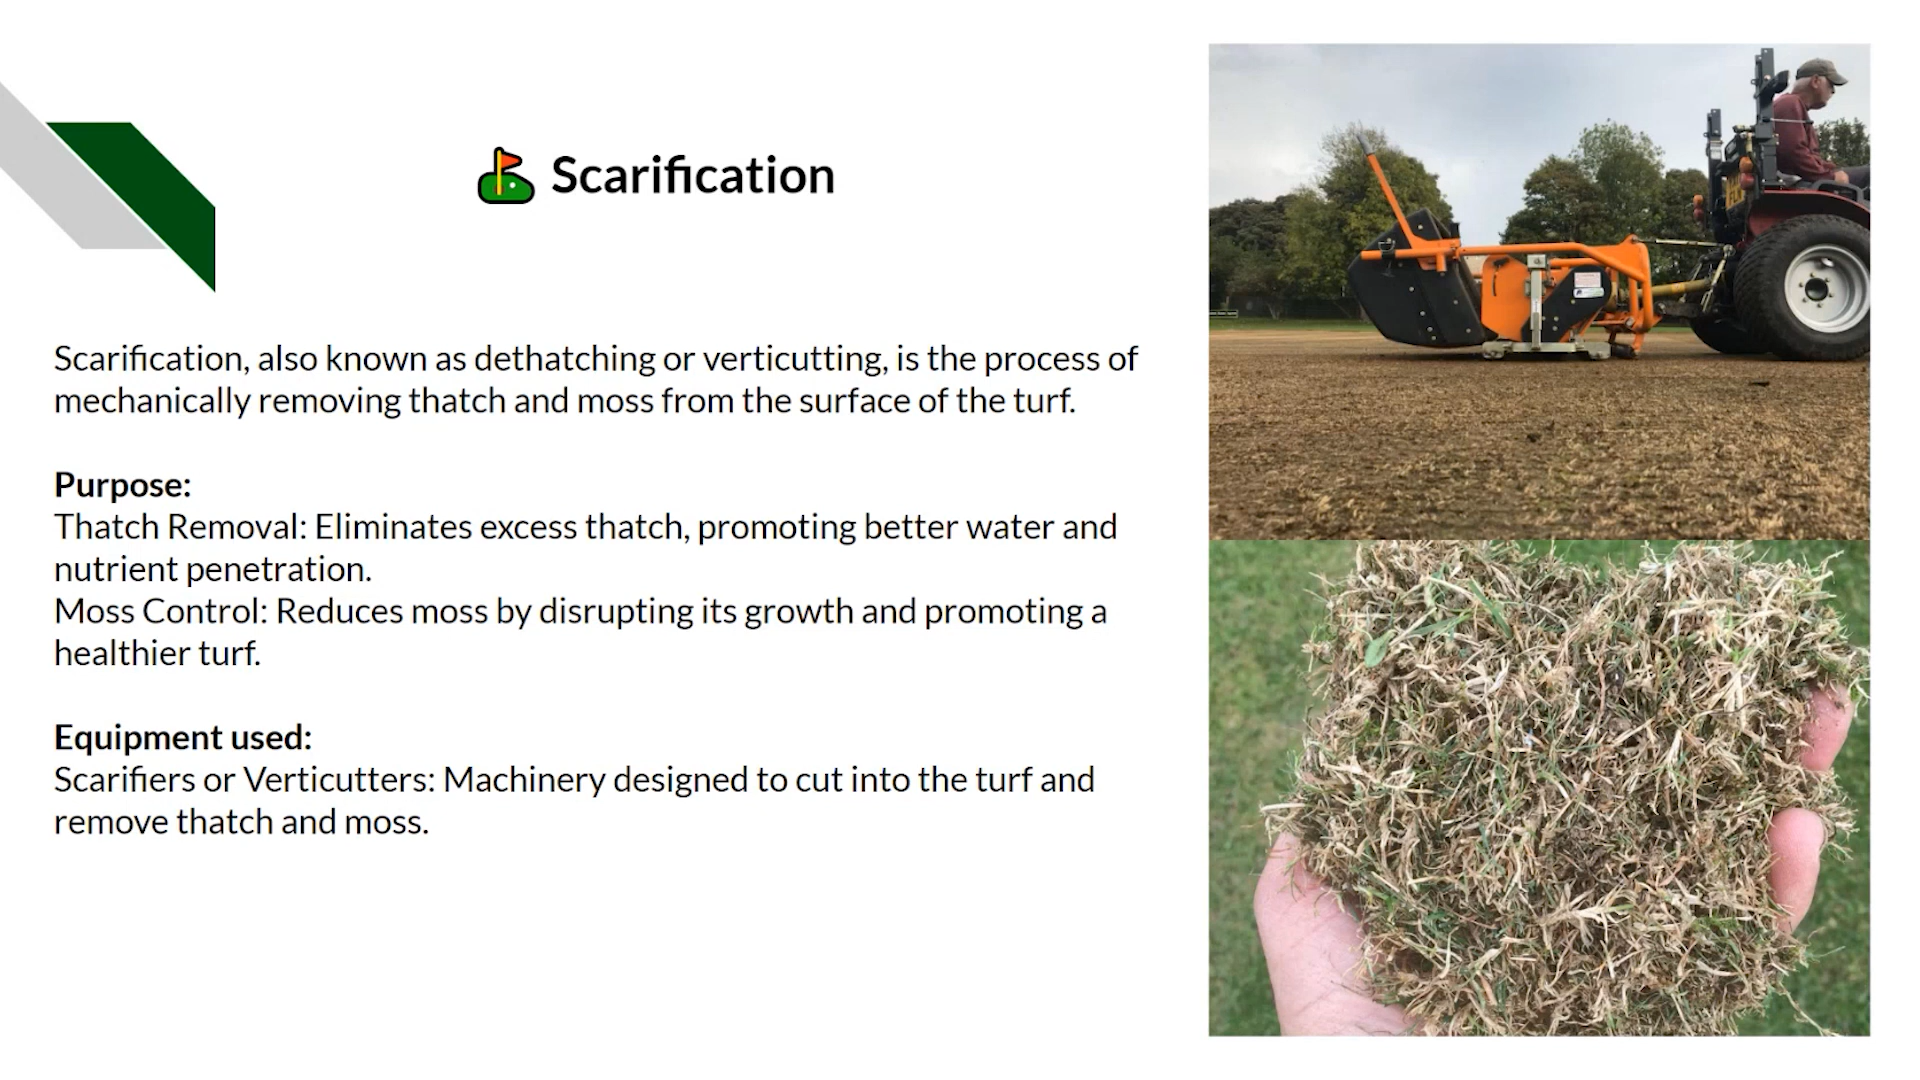 Scarification
Scarification, also known as dethatching or verticutting, is the process of
mechanically removing thatch and moss from the surface of the turf.
Purpose:
Thatch Removal: Eliminates excess thatch, promoting better water and
nutrient penetration.
Moss Control: Reduces moss by disrupting its growth and promoting a
healthier turf.
Equipment used:
Scarifiers or Verticutters: Machinery designed to cut into the turf and
remove thatch and moss.